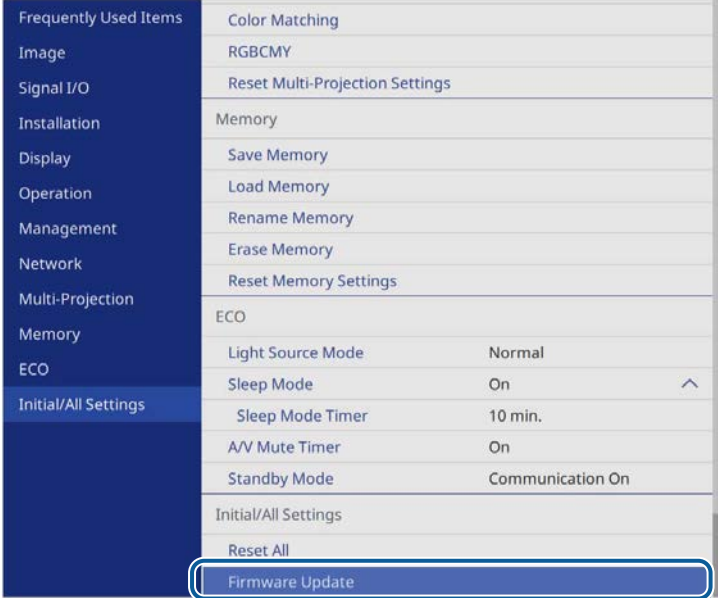 Frequently Used Items
Image
Signal I/O
Installation
Display
Operation
Management
Network
Multi-Projection
Memory
ECO
Initial/All Settings
Color Matching
RGBCMY
Reset Multi-Projection Settings
Memory
Save Memory
Load Memory
Rename Memory
Erase Memory
Reset Memory Settings
ECO
Light Source Mode Normal
Sleep Mode On
Sleep Mode Timer 10 min.
A/V Mute Timer On
Standby Mode Communication On
Initial/All Settings
Reset All
Firmware Update